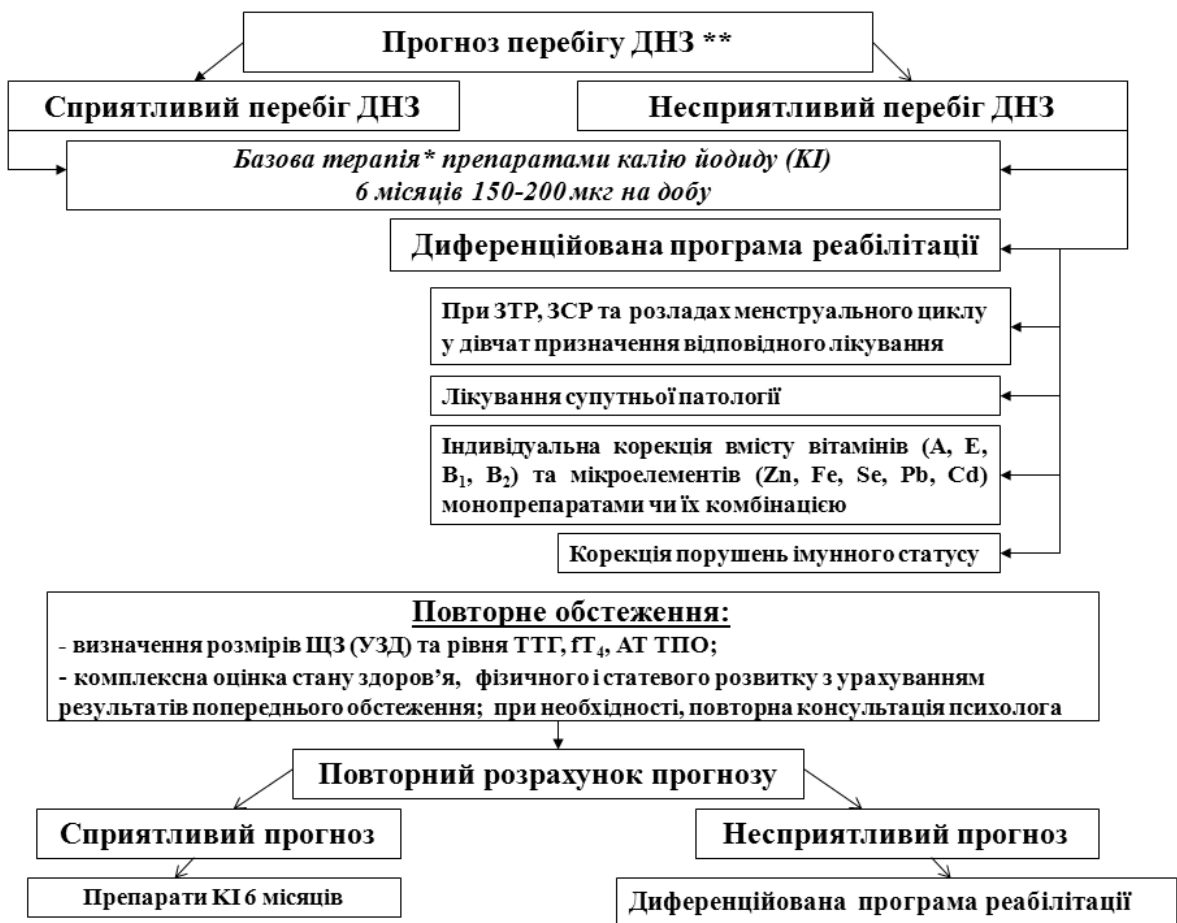 Прогноз перебігу ДНЗ **
Сприятливий перебіг ДНЗ
Несприятливий перебіг ДНЗ
Базова терапія* препаратами калію йодиду (KI)
6 місяців 150-200 мкг на добу
Диференційована програма реабілітації
При ЗТР, ЗСР та розладах менструального циклу
у дівчат призначення відповідного лікування
Лікування супутньої патології
Індивідуальна корекція вмісту вітамінів (А, Е,
В₁, В₂) та мікроелементів (Zn, Fe, Se, Pb, Cd)
монопрепаратами чи їх комбінацією
Корекція порушень імунного статусу
Повторне обстеження:
- визначення розмірів ЩЗ (УЗД) та рівня ТТГ, fT₄, АТ ТПО;
- комплексна оцінка стану здоров’я, фізичного і статевого розвитку з урахуванням
результатів попереднього обстеження; при необхідності, повторна консультація психолога
Повторний розрахунок прогнозу
Сприятливий прогноз
Несприятливий прогноз
Препарати KI 6 місяців
Диференційована програма реабілітації